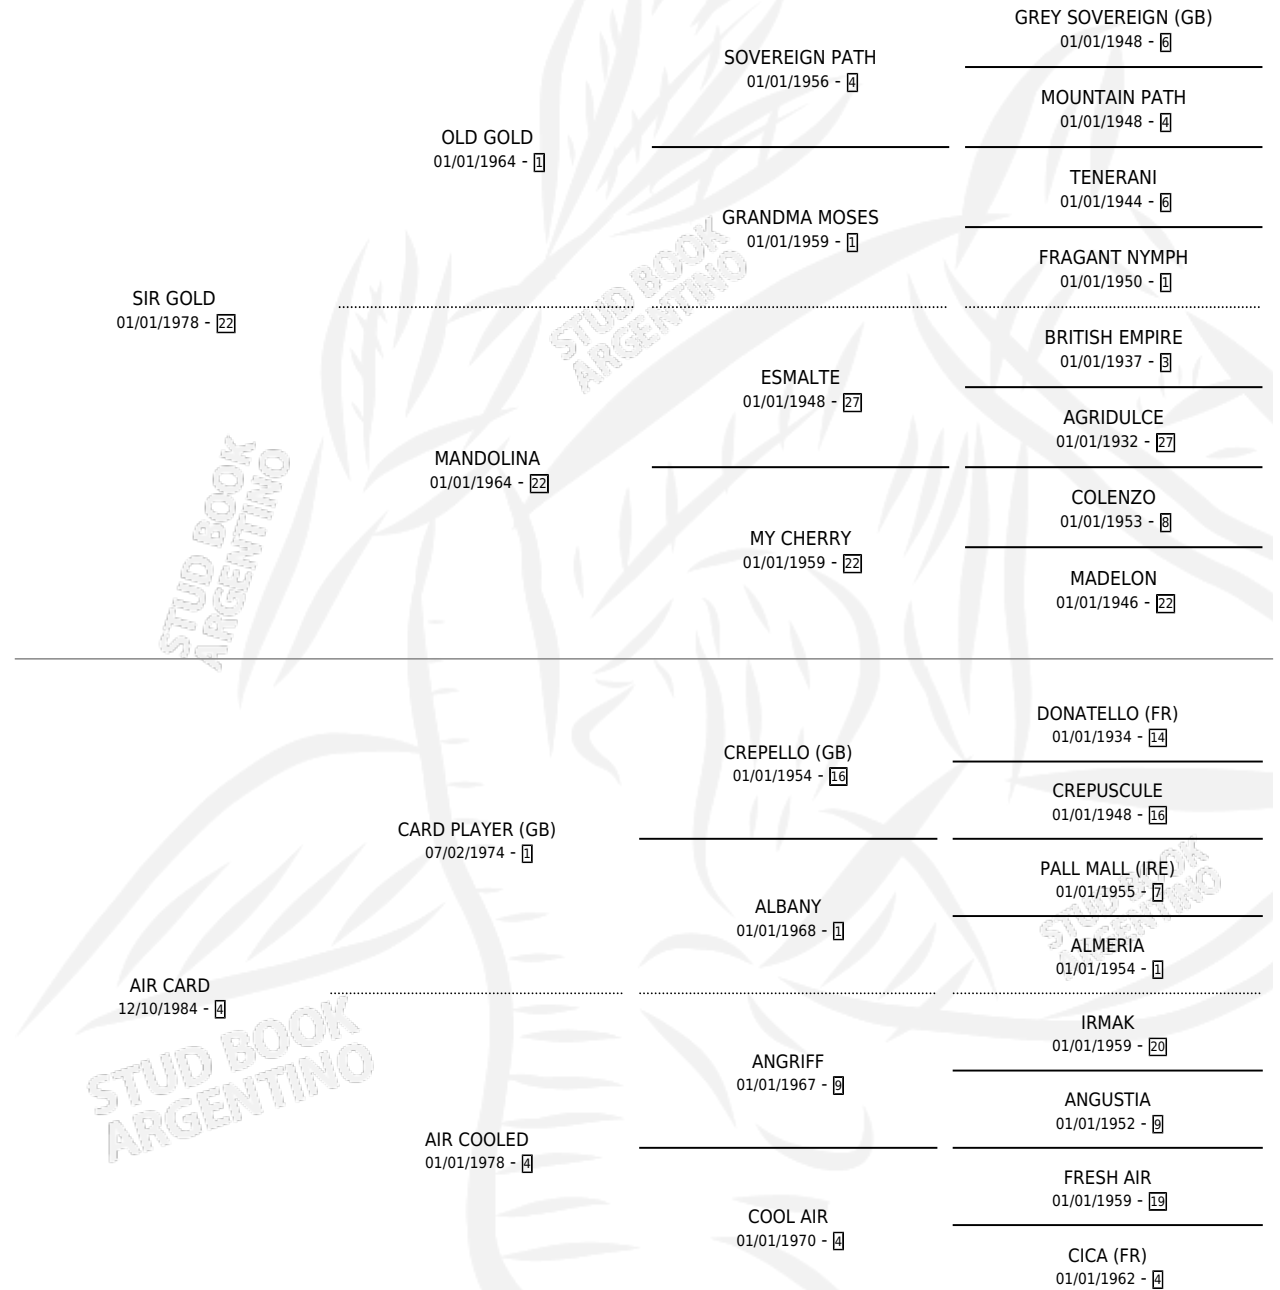 GREY SOVEREIGN (GB)
01/01/1948 - 6
SOVEREIGN PATH
01/01/1956 - 4
MOUNTAIN PATH
01/01/1948 - 4
OLD GOLD
01/01/1964 - 1
TENERANI
01/01/1944 - 6
GRANDMA MOSES
01/01/1959 - 1
FRAGANT NYMPH
01/01/1950 - 1
SIR GOLD
01/01/1978 - 22
BRITISH EMPIRE
01/01/1937 - 3
ESMALTE
01/01/1948 - 27
AGRIDULCE
01/01/1932 - 27
MANDOLINA
01/01/1964 - 22
COLENZO
01/01/1953 - 8
MY CHERRY
01/01/1959 - 22
MADELON
01/01/1946 - 22
STUD BOOK
ARGENTINO
STUD BOOK
ARGENTINO
DONATELLO (FR)
01/01/1934 - 14
CREPELLO (GB)
01/01/1954 - 16
CREPUSCULE
01/01/1948 - 16
CARD PLAYER (GB)
07/02/1974 - 1
PALL MALL (IRE)
01/01/1955 - 7
ALBANY
01/01/1968 - 1
ALMERIA
01/01/1954 - 1
AIR CARD
12/10/1984 - 4
IRMAK
01/01/1959 - 20
ANGRIFF
01/01/1967 - 9
ANGUSTIA
01/01/1952 - 9
AIR COOLED
01/01/1978 - 4
FRESH AIR
01/01/1959 - 19
COOL AIR
01/01/1970 - 4
CICA (FR)
01/01/1962 - 4
STUD BOOK
ARGENTINO
STUD BOOK
ARGENTINO